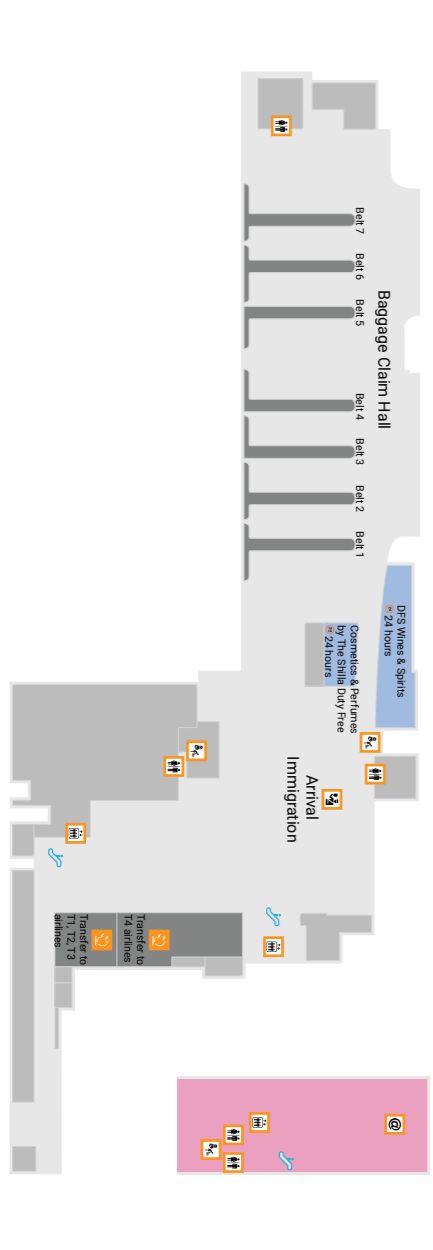 Belt 7
Belt 6
Belt 5
Baggage Claim Hall
Belt 4
Belt 3
Belt 2
Belt 1
DFS Wines & Spirits
24 hours
Cosmetics & Perfumes
by The Shilla Duty Free
24 hours
Arrival
Immigration
Transfer to
T4 airlines
Transfer to
T1, T2, T3
airlines
@